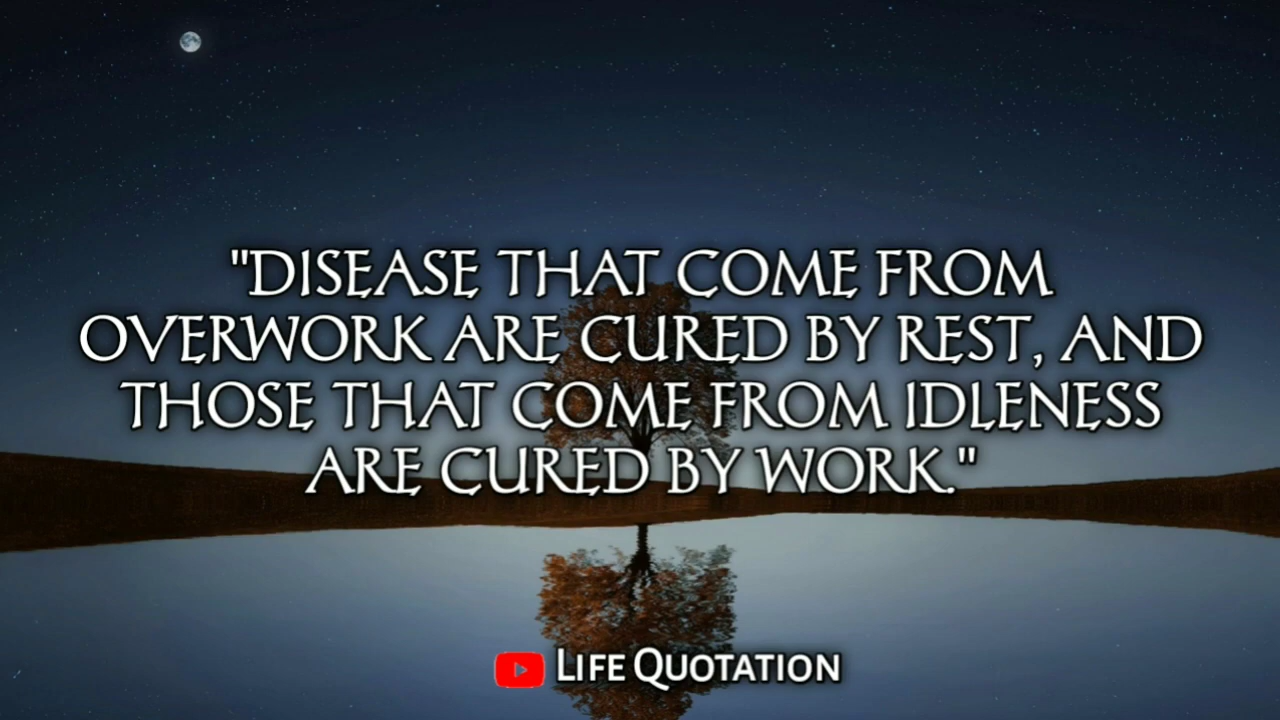 "DISEASE THAT COME FROM
OVERWORK ARE CURED BY REST, AND
THOSE THAT COME FROM IDLENESS
ARE CURED BY WORK."
LIFE QUOTATION